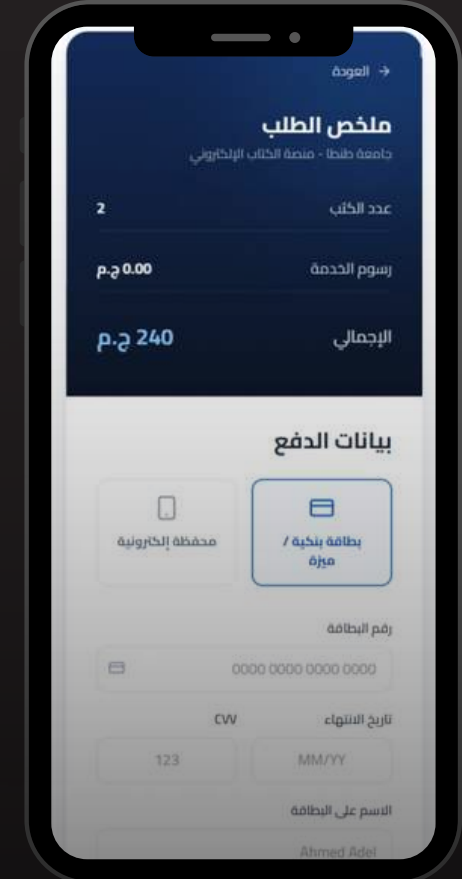 ← العودة
ملخص الطلب
جامعة طنطا - منصة الكتاب الإلكتروني
عدد الكتب 2
رسوم الخدمة 0.00 ج.م
الإجمالي 240 ج.م
بيانات الدفع
بطاقة بنكية / ميزة
محفظة إلكترونية
رقم البطاقة
0000 0000 0000 0000
تاريخ الانتهاء CVV
MM/YY 123
الاسم على البطاقة
Ahmed Adel